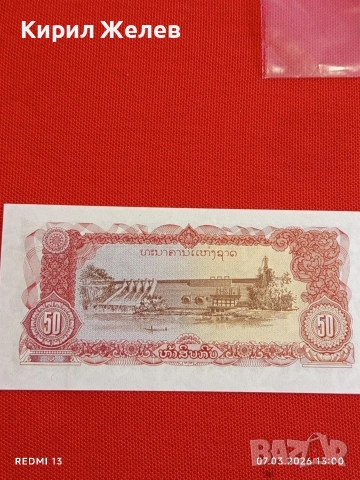 Кирил Желев
ທະນາຄານແຫ່ງຊາດ
50
50
ຫ້າສິບກີບ
REDMI 13
07.03.2026 13:00
BAZAR